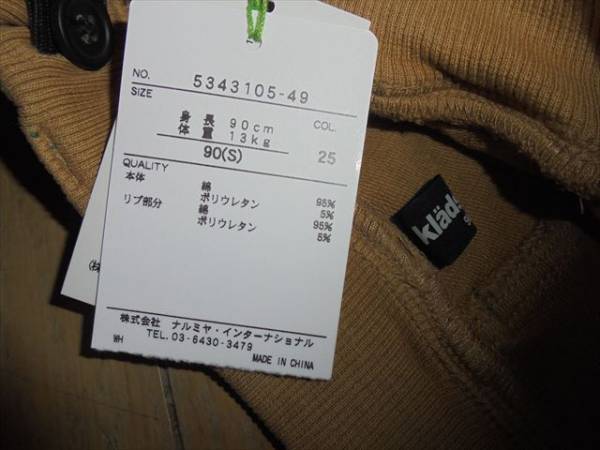 NO. 5343105-49
SIZE
COL.
身長 90cm
体重 13kg
25
90(S)
QUALITY
本体 綿 95%
ポリウレタン 5%
リブ部分 綿 95%
ポリウレタン 5%
株式会社 ナルミヤ・インターナショナル
TEL.03-6430-3479
WH
MADE IN CHINA
(株
kläd